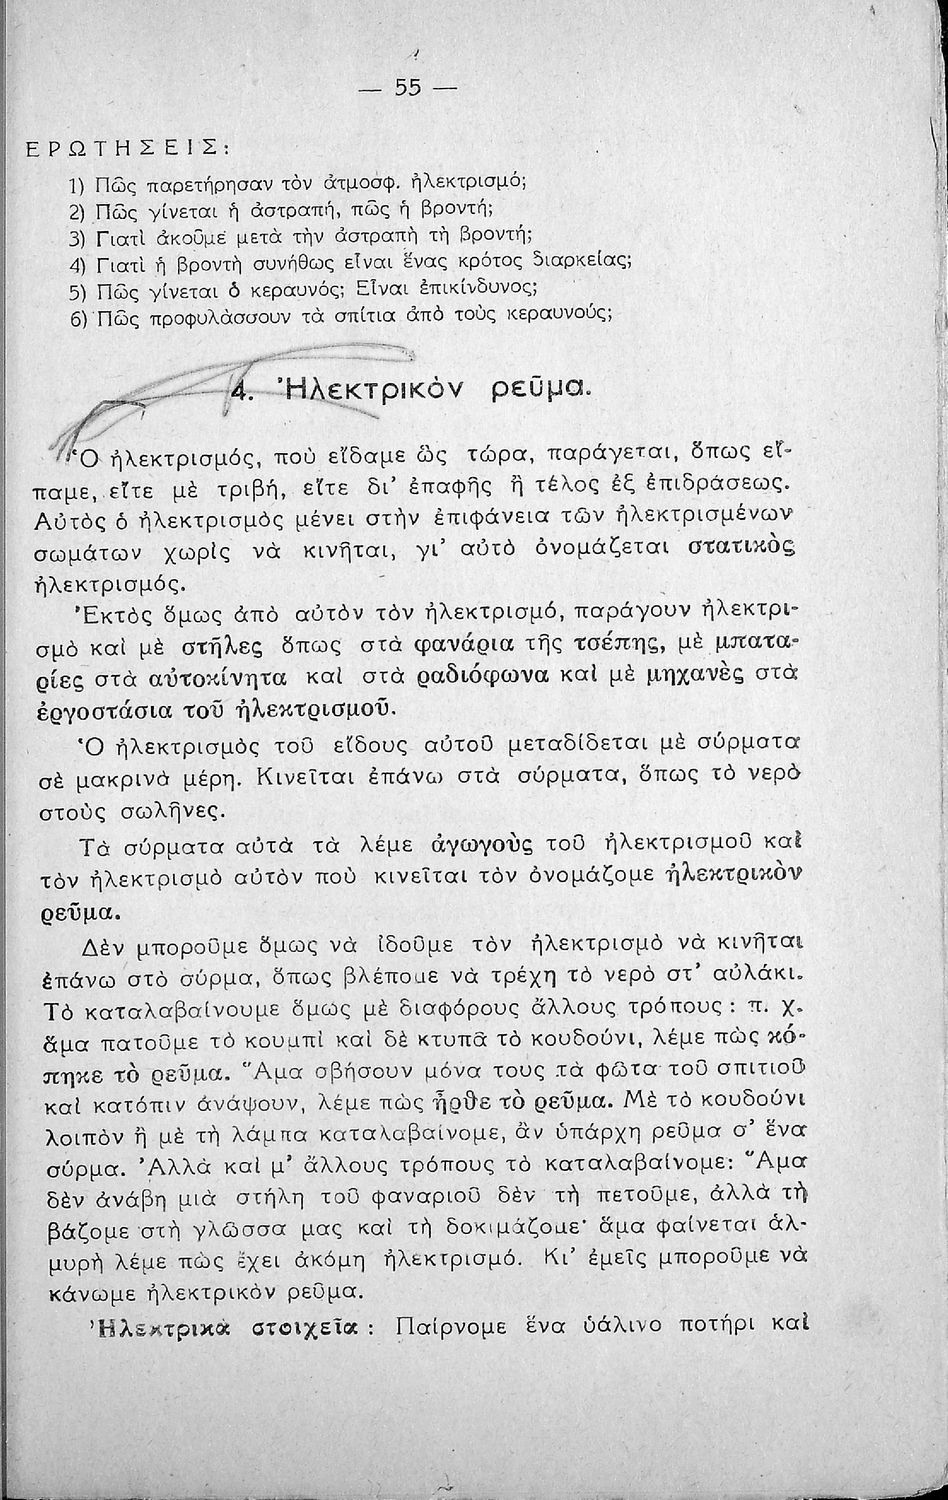 — 55 —
ΕΡΩΤΗΣΕΙΣ:
1) Πῶς παρετήρησαν τὸν ἀτμοσφ. ἠλεκτρισμό;
2) Πῶς γίνεται ἡ ἀστραπή, πῶς ἡ βροντή;
3) Γιατὶ ἀκοῦμε μετὰ τὴν ἀστραπὴ τὴ βροντή;
4) Γιατὶ ἡ βροντὴ συνήθως εἶναι ἕνας κρότος διαρκείας;
5) Πῶς γίνεται ὁ κεραυνός; Εἶναι ἐπικίνδυνος;
6) Πῶς προφυλάσσουν τὰ σπίτια ἀπὸ τοὺς κεραυνούς;
4. Ἠλεκτρικὸν ρεῦμα.
Ὁ ἠλεκτρισμός, ποὺ εἴδαμε ὣς τώρα, παράγεται, ὅπως εἴ-
παμε, εἴτε μὲ τριβή, εἴτε δι' ἐπαφῆς ἢ τέλος ἐξ ἐπιδράσεως.
Αὐτὸς ὁ ἠλεκτρισμὸς μένει στὴν ἐπιφάνεια τῶν ἠλεκτρισμένων
σωμάτων χωρὶς νὰ κινῆται, γι' αὐτὸ ὀνομάζεται στατικὸς
ἠλεκτρισμός.
Ἐκτὸς ὅμως ἀπὸ αὐτὸν τὸν ἠλεκτρισμό, παράγουν ἠλεκτρι-
σμὸ καὶ μὲ στῆλες ὅπως στὰ φανάρια τῆς τσέπης, μὲ μπατα-
ρίες στὰ αὐτοκίνητα καὶ στὰ ραδιόφωνα καὶ μὲ μηχανὲς στὰ
ἐργοστάσια τοῦ ἠλεκτρισμοῦ.
Ὁ ἠλεκτρισμὸς τοῦ εἴδους αὐτοῦ μεταδίδεται μὲ σύρματα
σὲ μακρινὰ μέρη. Κινεῖται ἐπάνω στὰ σύρματα, ὅπως τὸ νερὸ
στοὺς σωλῆνες.
Τὰ σύρματα αὐτὰ τὰ λέμε ἀγωγοὺς τοῦ ἠλεκτρισμοῦ καὶ
τὸν ἠλεκτρισμὸ αὐτὸν ποὺ κινεῖται τὸν ὀνομάζομε ἠλεκτρικὸν
ρεῦμα.
Δὲν μποροῦμε ὅμως νὰ ἰδοῦμε τὸν ἠλεκτρισμὸ νὰ κινῆται
ἐπάνω στὸ σύρμα, ὅπως βλέπομε νὰ τρέχη τὸ νερὸ στ' αὐλάκι.
Τὸ καταλαβαίνουμε ὅμως μὲ διαφόρους ἄλλους τρόπους : π. χ.
ἅμα πατοῦμε τὸ κουμπὶ καὶ δὲ κτυπᾶ τὸ κουδούνι, λέμε πὼς κό-
πηκε τὸ ρεῦμα. Ἅμα σβήσουν μόνα τους τὰ φῶτα τοῦ σπιτιοῦ
καὶ κατόπιν ἀνάψουν, λέμε πὼς ἦρθε τὸ ρεῦμα. Μὲ τὸ κουδούνι
λοιπὸν ἢ μὲ τὴ λάμπα καταλαβαίνομε, ἂν ὑπάρχη ρεῦμα σ' ἕνα
σύρμα. Ἀλλὰ καὶ μ' ἄλλους τρόπους τὸ καταλαβαίνομε: Ἅμα
δὲν ἀνάβη μιὰ στήλη τοῦ φαναριοῦ δὲν τὴ πετοῦμε, ἀλλὰ τὴ
βάζομε στὴ γλῶσσα μας καὶ τὴ δοκιμάζομε· ἅμα φαίνεται ἁλ-
μυρὴ λέμε πὼς ἔχει ἀκόμη ἠλεκτρισμό. Κι' ἐμεῖς μποροῦμε νὰ
κάνωμε ἠλεκτρικὸν ρεῦμα.
Ἠλεκτρικὰ στοιχεῖα : Παίρνομε ἕνα ὑάλινο ποτήρι καὶ